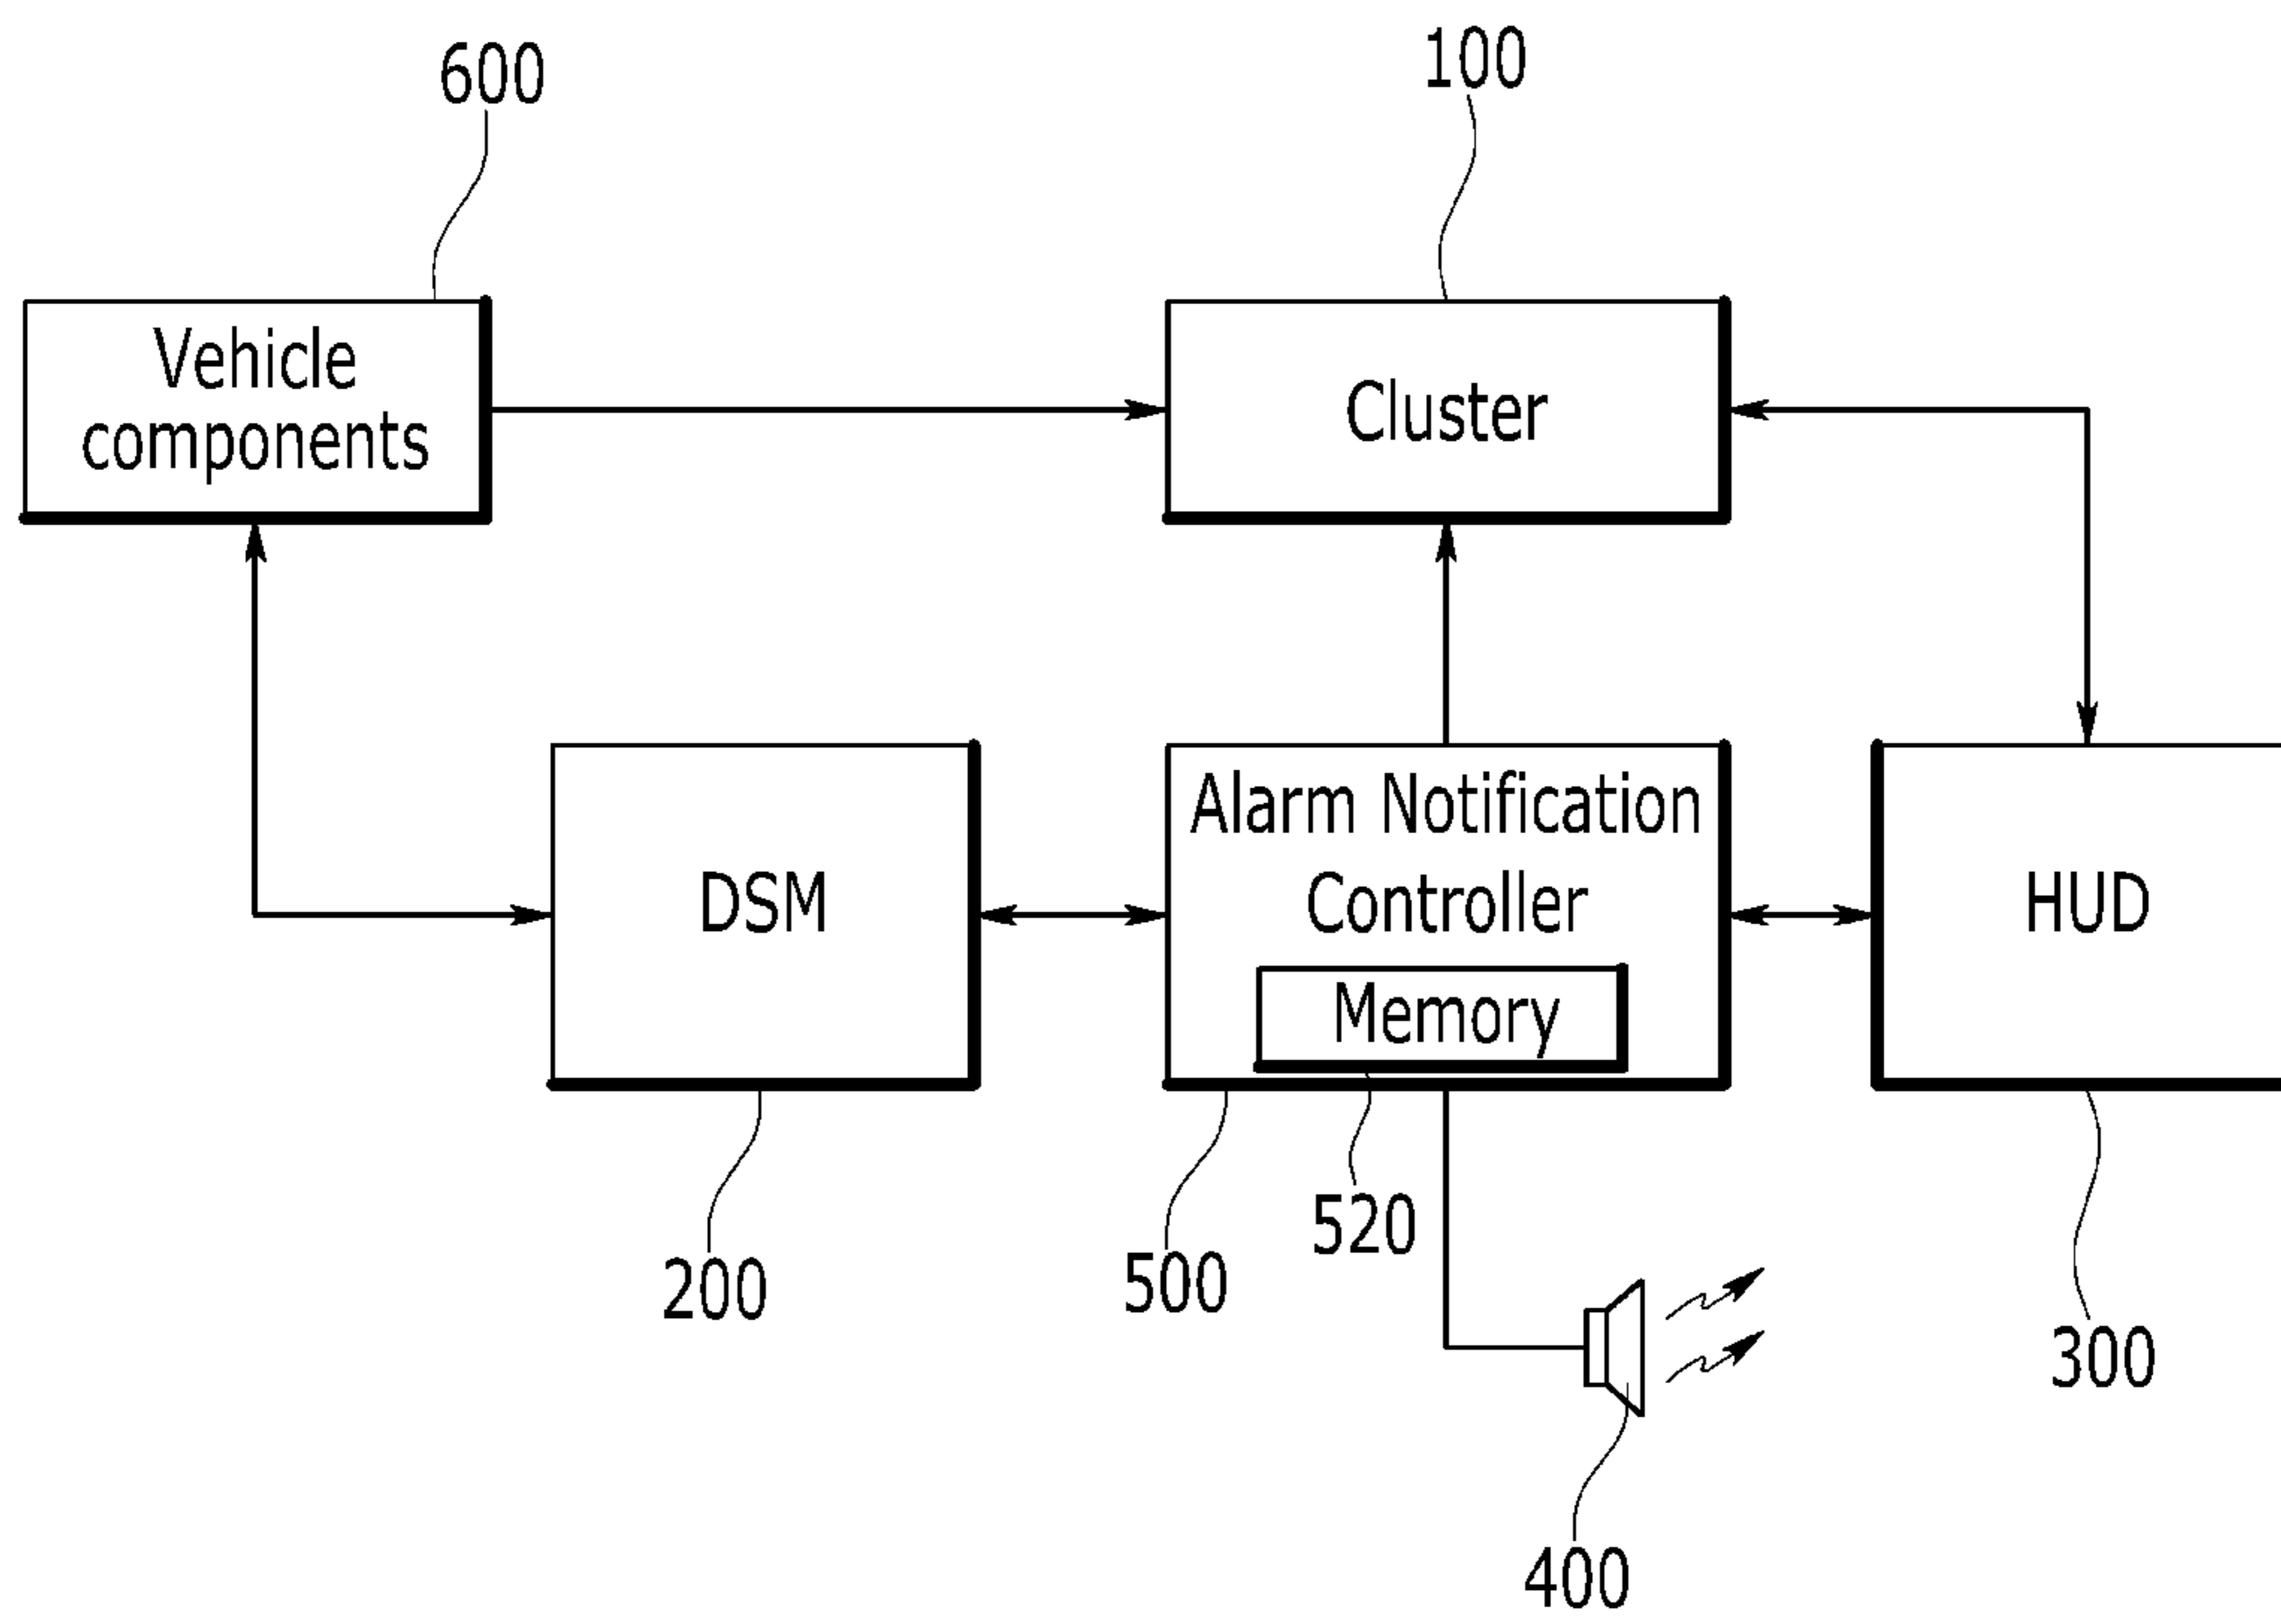 600
100
Vehicle
components
Cluster
DSM
Alarm Notification
Controller
Memory
HUD
200
500
520
300
400